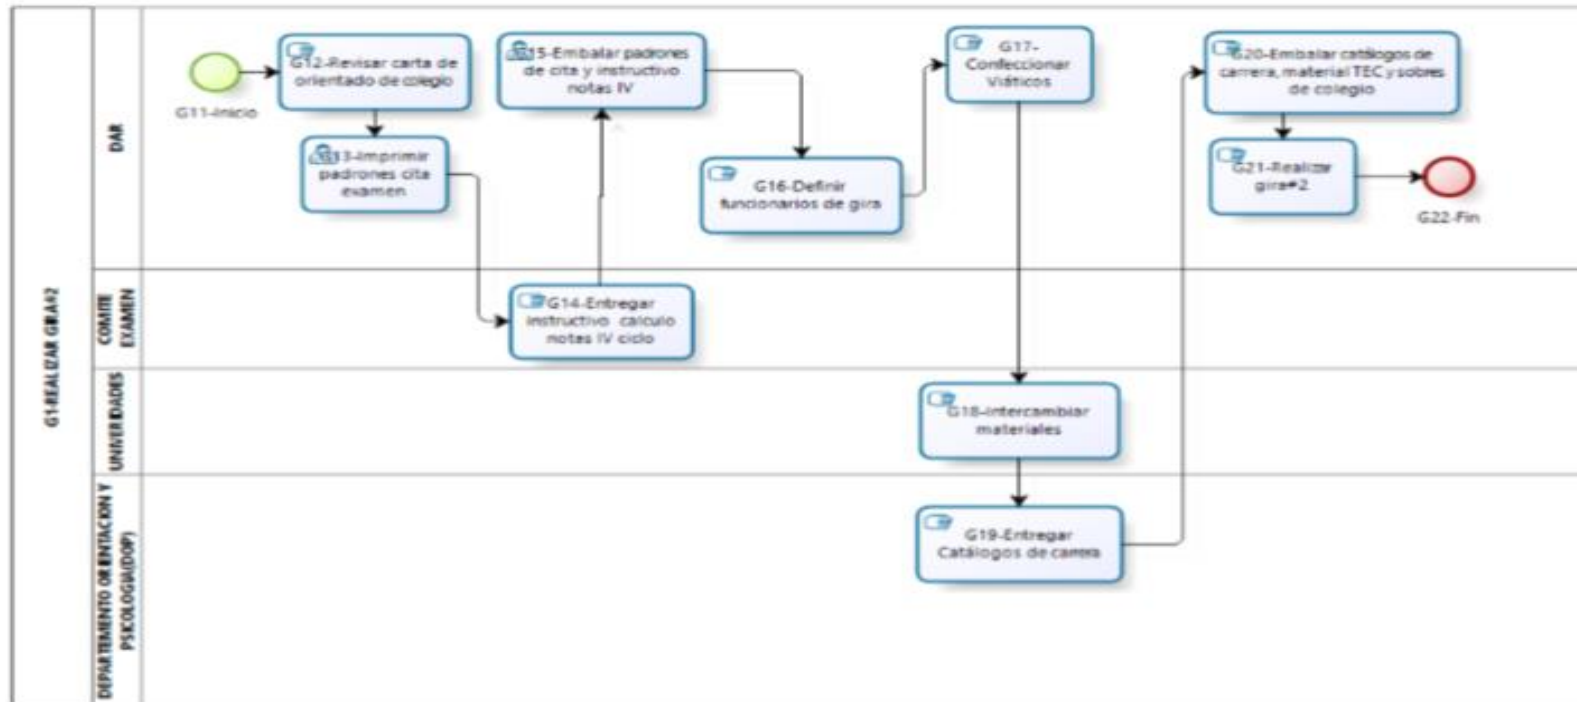 G1-REALIZAR GIRA#2
DAR
G11-Inicio
G12-Revisar carta de
orientado de colegio
G13-Imprimir
padrones cita
examen
G15-Embalar padrones
de cita y instructivo
notas IV
G16-Definir
funcionarios de gira
G17-
Confeccionar
Viáticos
G20-Embalar catálogos de
carrera, material TEC y sobres
de colegio
G21-Realizar
gira#2
G22-Fin
COMITE
EXAMEN
G14-Entregar
instructivo calculo
notas IV ciclo
UNIVERIDADES
G18-Intercambiar
materiales
DEPARTEMENTO ORIENTACION Y
PSICOLOGIA(DOP)
G19-Entregar
Catálogos de carrera